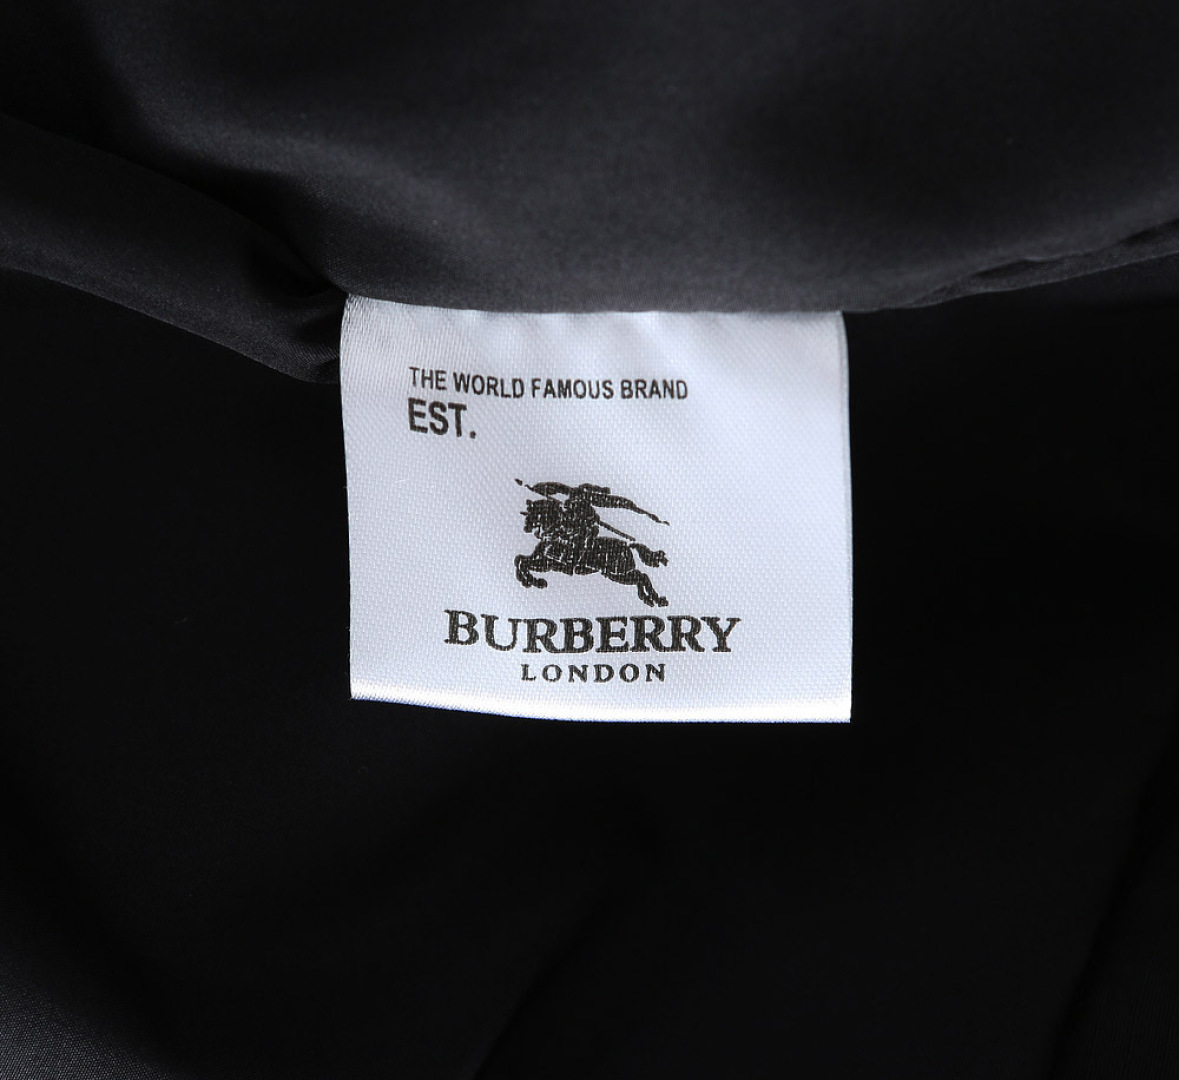 THE WORLD FAMOUS BRAND
EST.
BURBERRY
LONDON